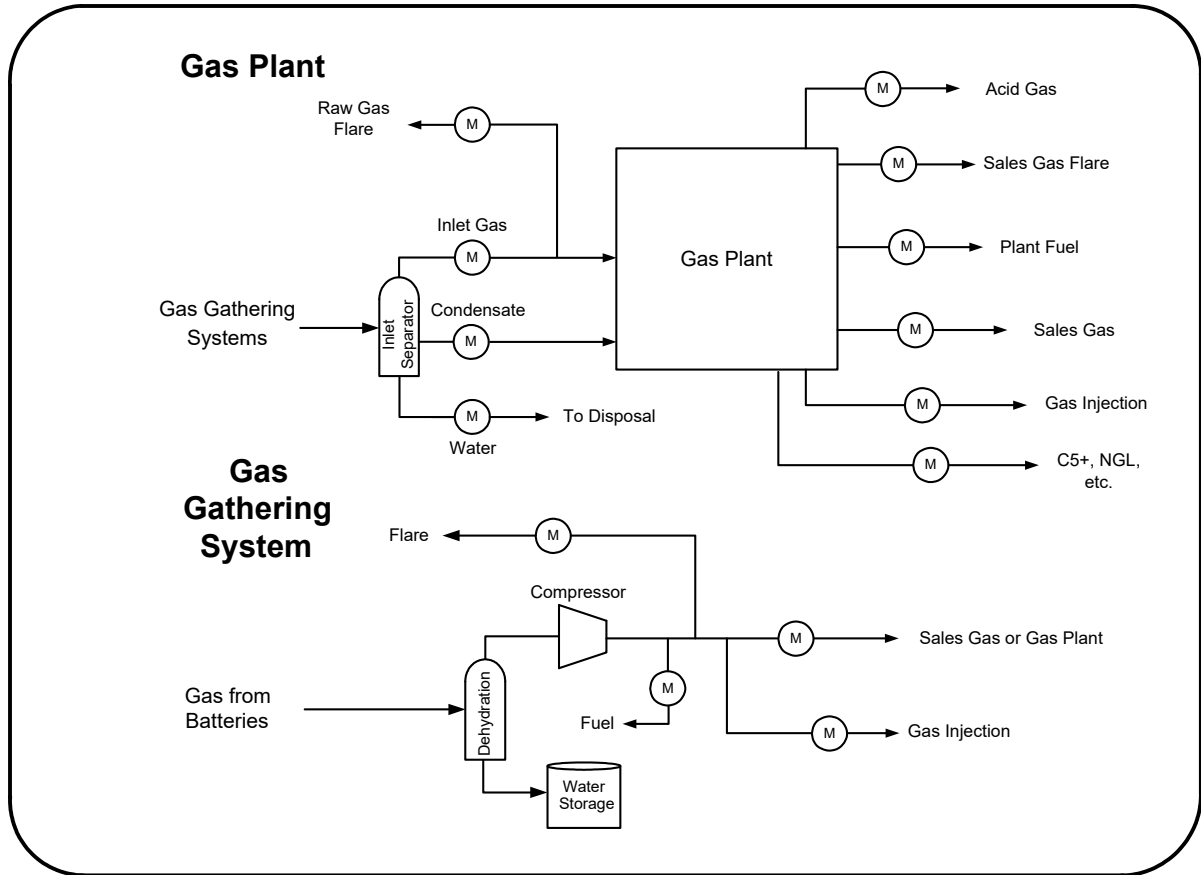 Gas Plant
Raw Gas
Flare
M
M
Acid Gas
M
Sales Gas Flare
Inlet Gas
M
Gas Plant
M
Plant Fuel
Gas Gathering
Systems
Inlet
Separator
Condensate
M
M
Sales Gas
M
To Disposal
Water
M
Gas Injection
M
C5+, NGL,
etc.
Gas
Gathering
System
Flare
M
Compressor
M
Sales Gas or Gas Plant
Gas from
Batteries
Dehydration
M
Fuel
M
Gas Injection
Water
Storage